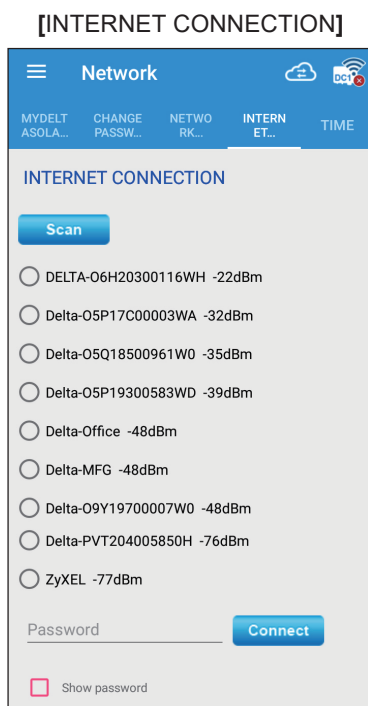 [INTERNET CONNECTION]
Network
DC1
MYDELT
ASOLA...
CHANGE
PASSW...
NETWO
RK...
INTERN
ET...
TIME
INTERNET CONNECTION
Scan
DELTA-O6H20300116WH -22dBm
Delta-O5P17C00003WA -32dBm
Delta-O5Q18500961W0 -35dBm
Delta-O5P19300583WD -39dBm
Delta-Office -48dBm
Delta-MFG -48dBm
Delta-O9Y19700007W0 -48dBm
Delta-PVT204005850H -76dBm
ZyXEL -77dBm
Password
Connect
Show password